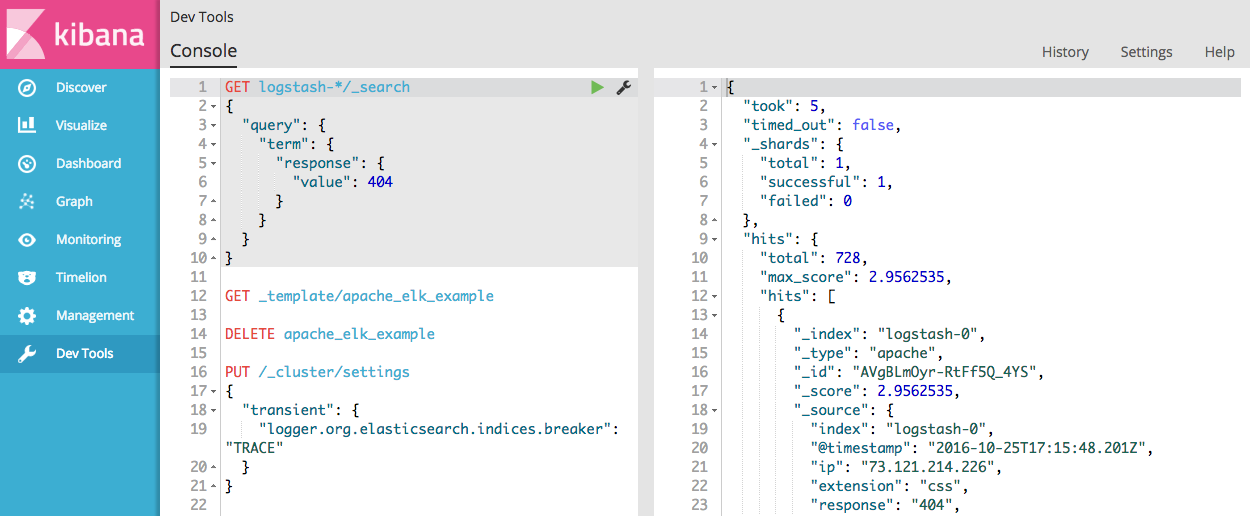 kibana
Discover
Visualize
Dashboard
Graph
Monitoring
Timelion
Management
Dev Tools
Dev Tools
Console
History Settings Help
1 GET logstash-*/_search
2 {
3 "query": {
4 "term": {
5 "response": {
6 "value": 404
7 }
8 }
9 }
10 }
11
12 GET _template/apache_elk_example
13
14 DELETE apache_elk_example
15
16 PUT /_cluster/settings
17 {
18 "transient": {
19 "logger.org.elasticsearch.indices.breaker":
"TRACE"
20 }
21 }
22
1 {
2 "took": 5,
3 "timed_out": false,
4 "_shards": {
5 "total": 1,
6 "successful": 1,
7 "failed": 0
8 },
9 "hits": {
10 "total": 728,
11 "max_score": 2.9562535,
12 "hits": [
13 {
14 "_index": "logstash-0",
15 "_type": "apache",
16 "_id": "AVgBLmOyr-RtFf5Q_4YS",
17 "_score": 2.9562535,
18 "_source": {
19 "index": "logstash-0",
20 "@timestamp": "2016-10-25T17:15:48.201Z",
21 "ip": "73.121.214.226",
22 "extension": "css",
23 "response": "404",